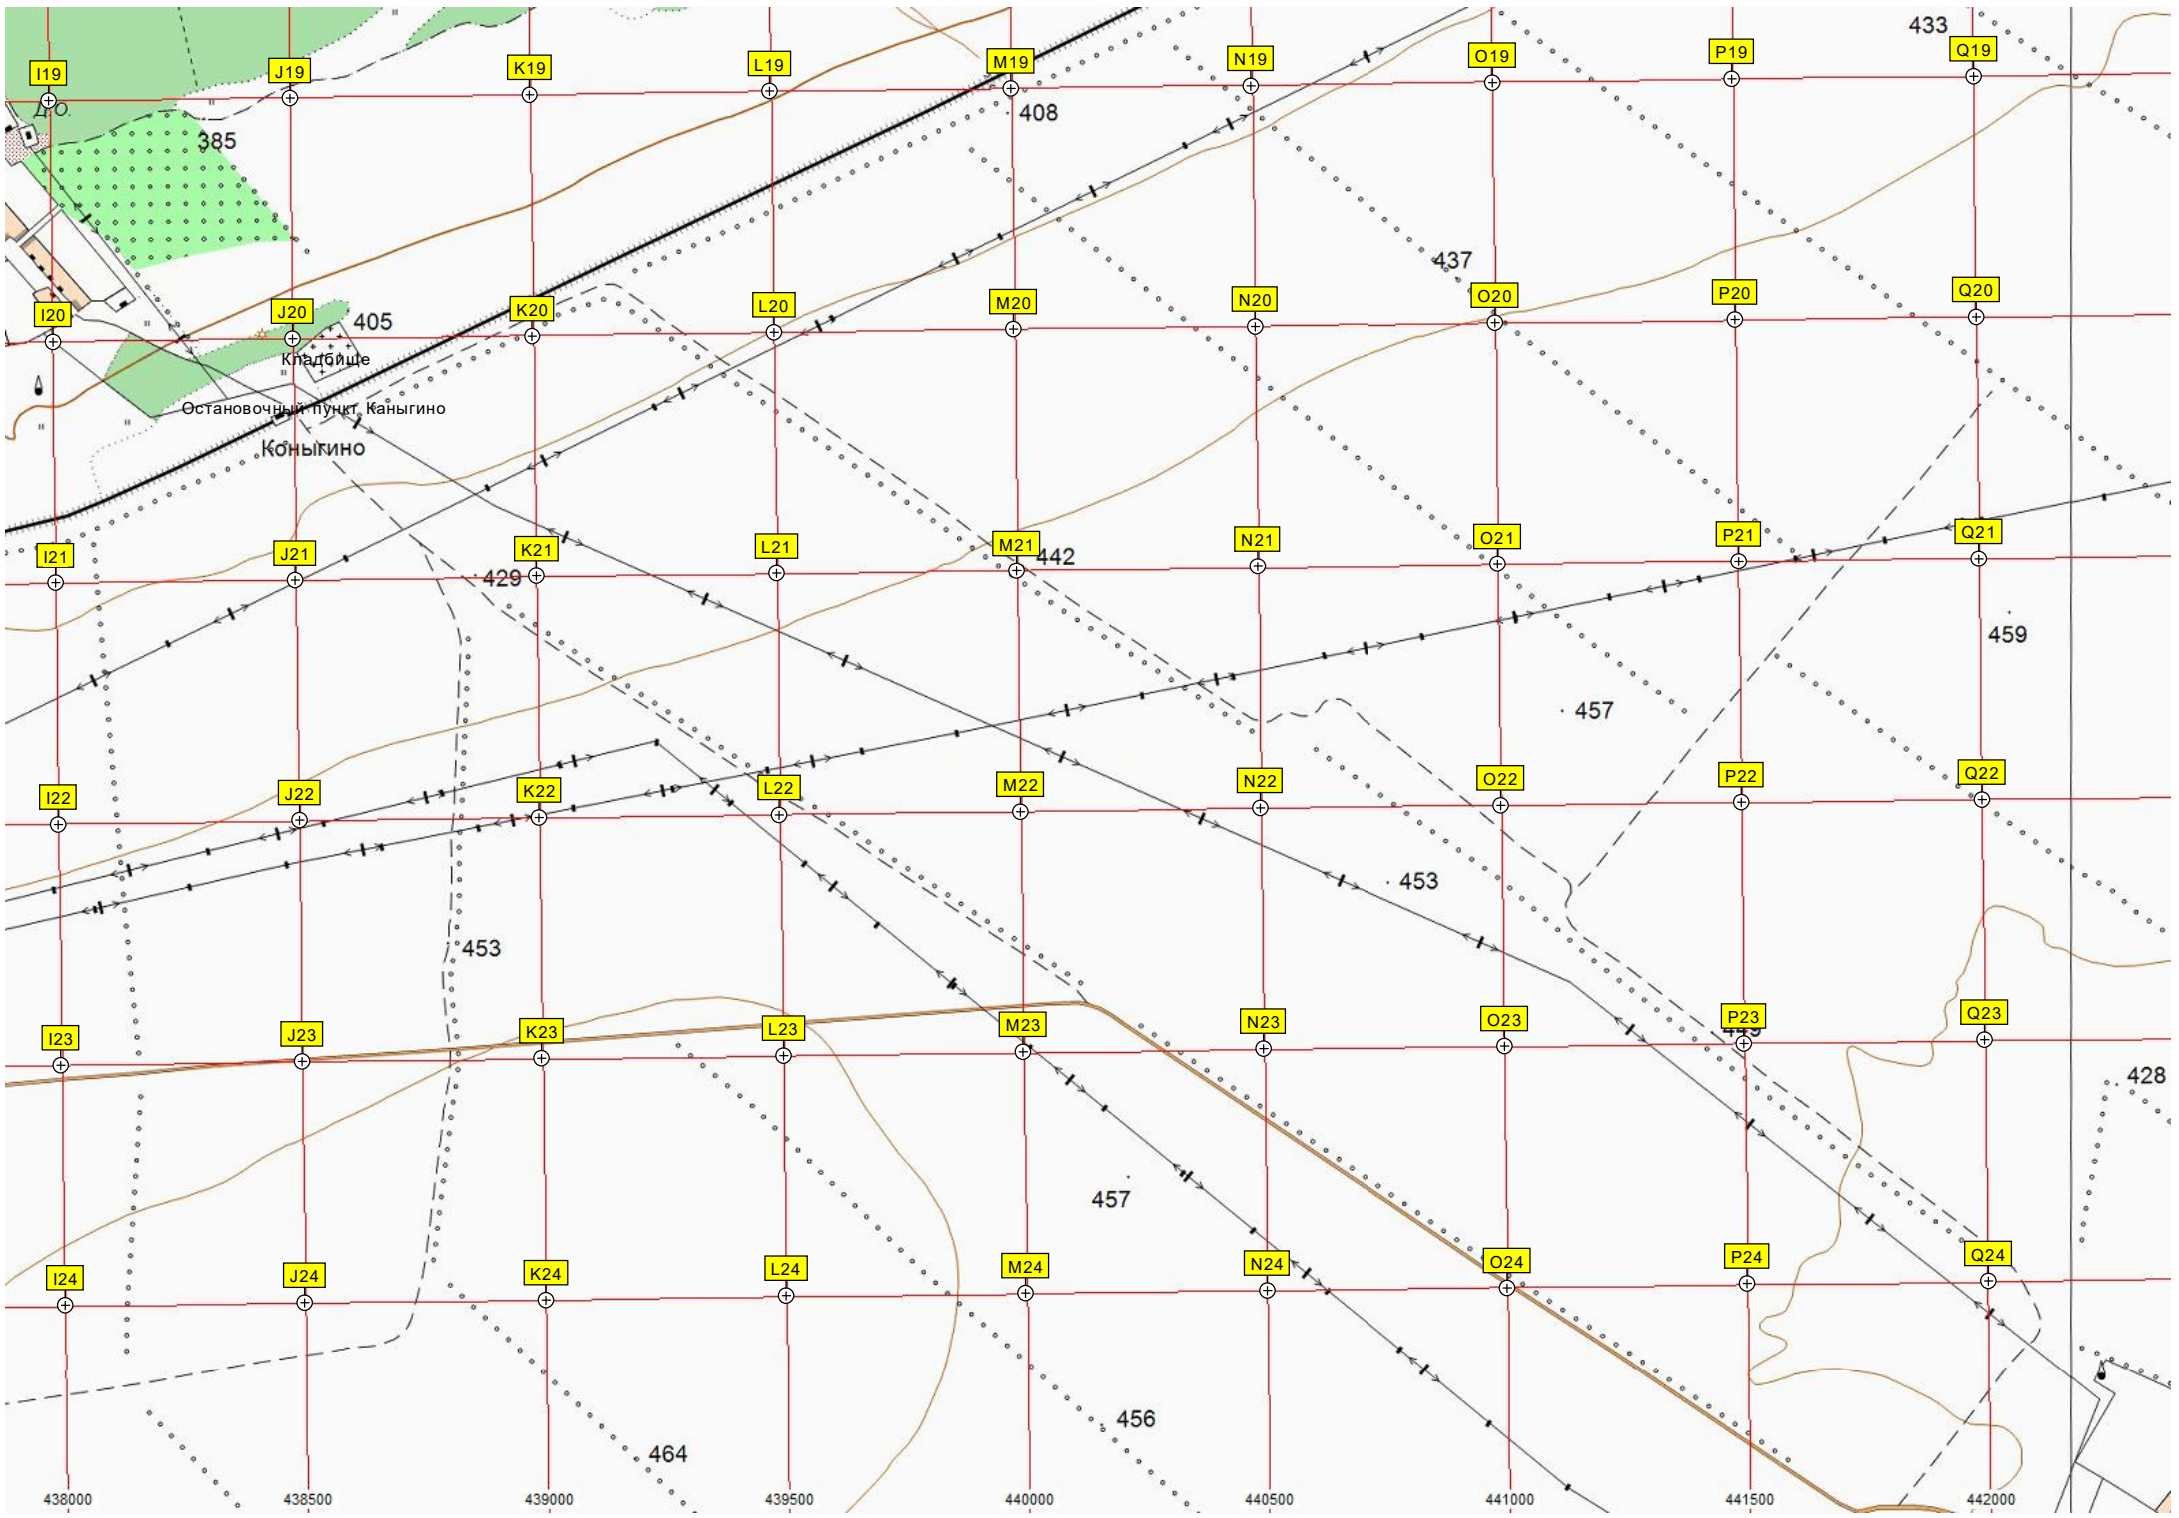 433
I19 J19 K19 L19 M19 N19 O19 P19 Q19
Д.О.
408
385
437
I20 J20 K20 L20 M20 N20 O20 P20 Q20
405
Кладбище
Остановочный пункт Каныгино
Коныгино
I21 J21 K21 L21 M21 N21 O21 P21 Q21
442
429
459
457
I22 J22 K22 L22 M22 N22 O22 P22 Q22
453
453
I23 J23 K23 L23 M23 N23 O23 P23 Q23
428
457
I24 J24 K24 L24 M24 N24 O24 P24 Q24
456
464
438000 438500 439000 439500 440000 440500 441000 441500 442000